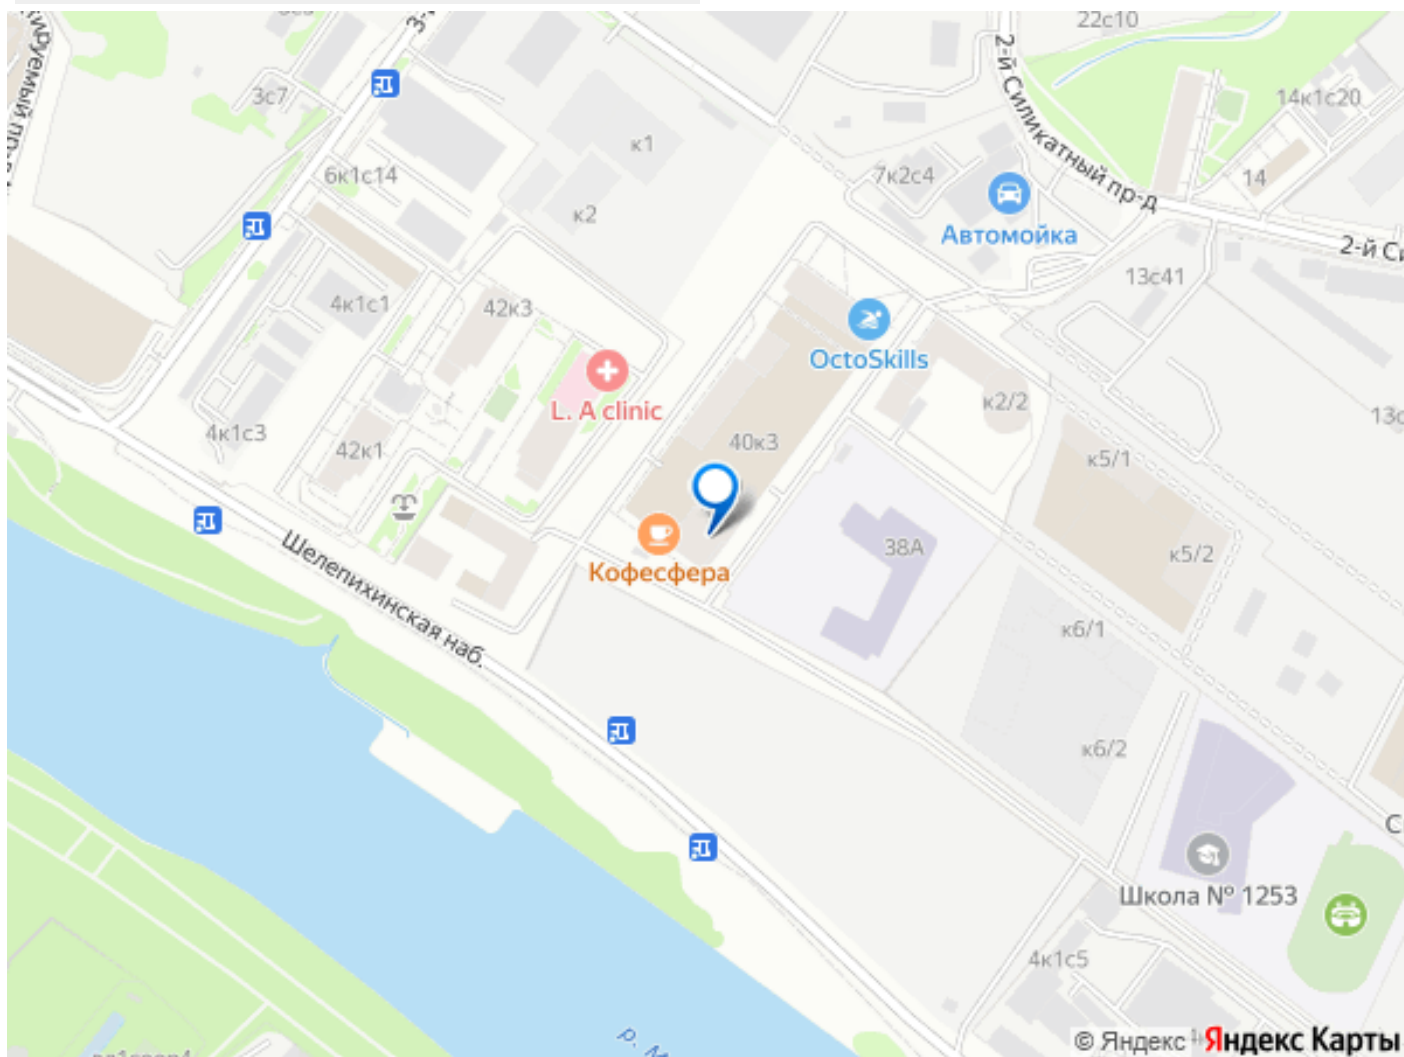 22с10
3с7
2-й Силикатный пр-д
14к1с20
к1
6к1с14
7к2с4
14
к2
Автомойка
2-й Си
13с41
4к1с1
42к3
OctoSkills
L. A clinic
к2/2
13с
4к1с3
42к1
40к3
к5/1
Шелепихинская наб.
Кофесфера
38А
к5/2
к6/1
к6/2
Школа № 1253
4к1с5
р. М
© Яндекс
Яндекс Карты